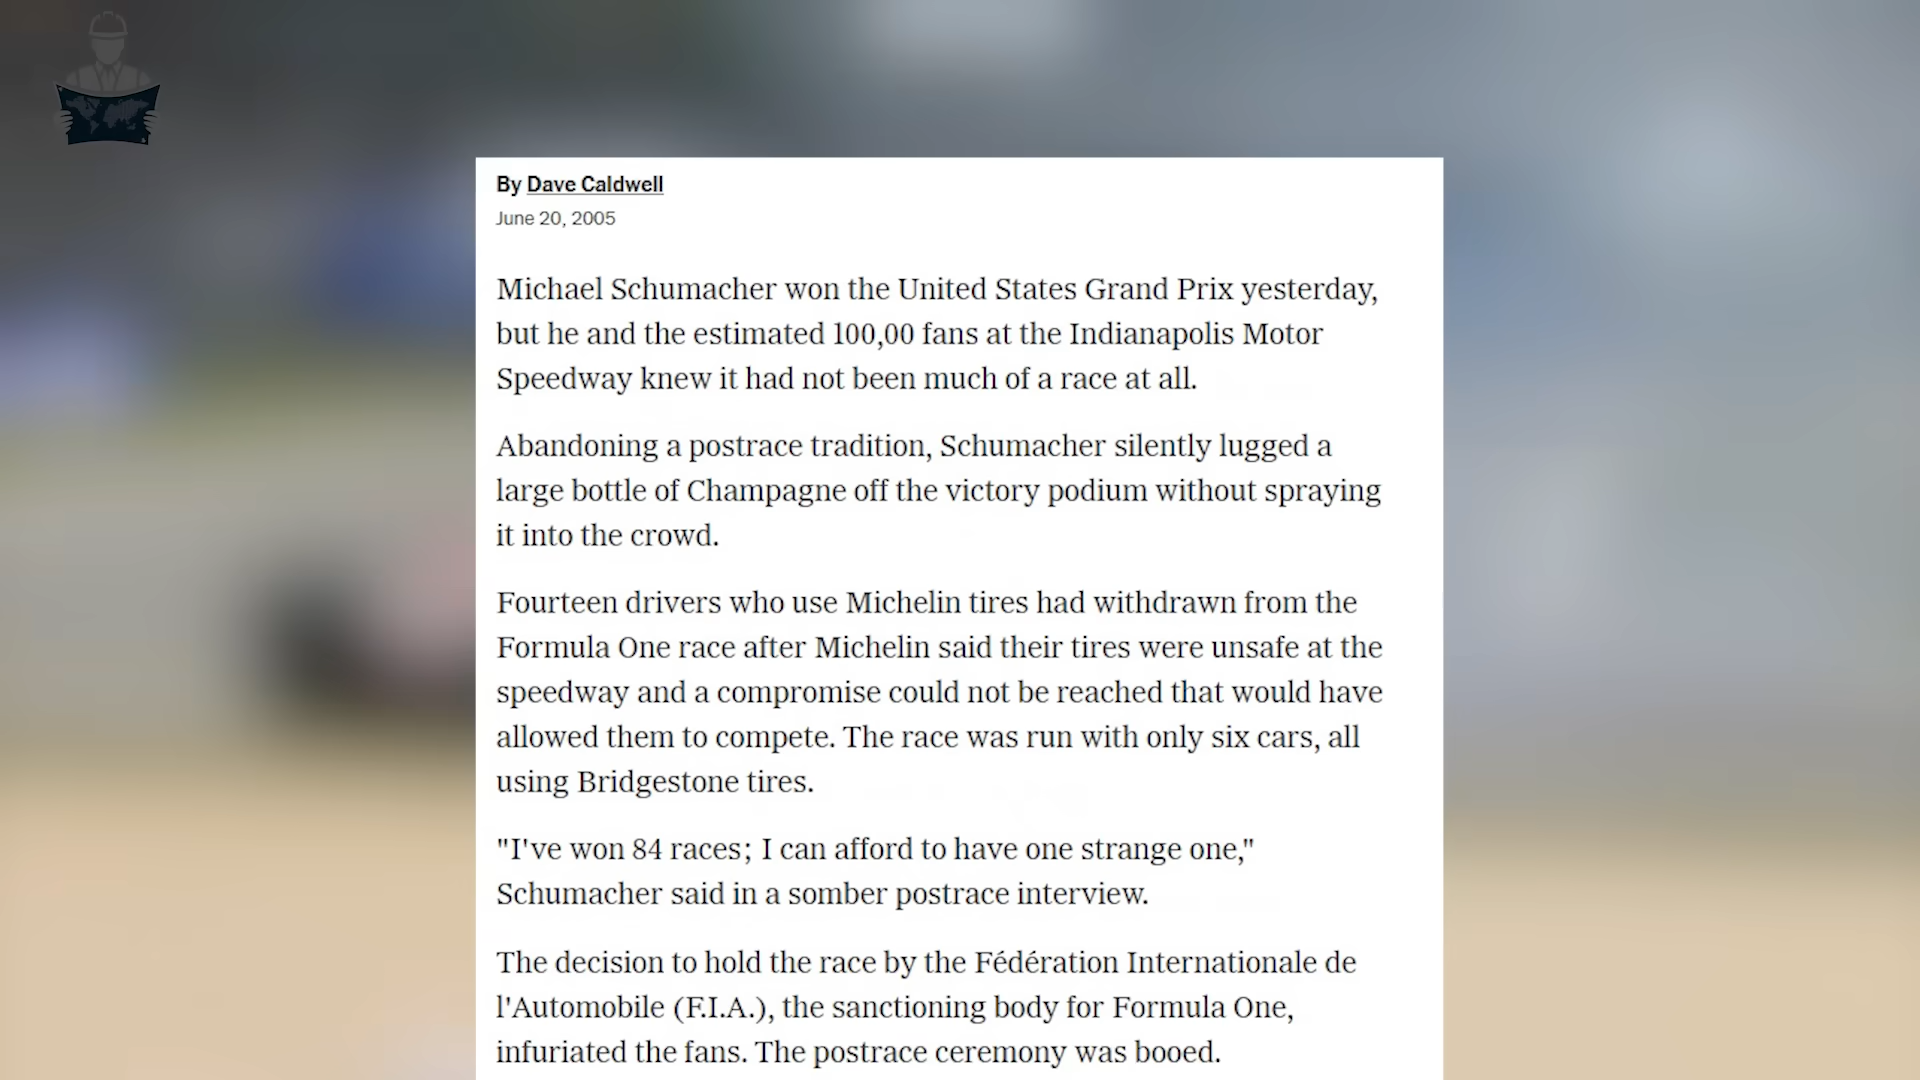 By Dave Caldwell
June 20, 2005
Michael Schumacher won the United States Grand Prix yesterday,
but he and the estimated 100,00 fans at the Indianapolis Motor
Speedway knew it had not been much of a race at all.
Abandoning a postrace tradition, Schumacher silently lugged a
large bottle of Champagne off the victory podium without spraying
it into the crowd.
Fourteen drivers who use Michelin tires had withdrawn from the
Formula One race after Michelin said their tires were unsafe at the
speedway and a compromise could not be reached that would have
allowed them to compete. The race was run with only six cars, all
using Bridgestone tires.
"I've won 84 races; I can afford to have one strange one,"
Schumacher said in a somber postrace interview.
The decision to hold the race by the Fédération Internationale de
l'Automobile (F.I.A.), the sanctioning body for Formula One,
infuriated the fans. The postrace ceremony was booed.